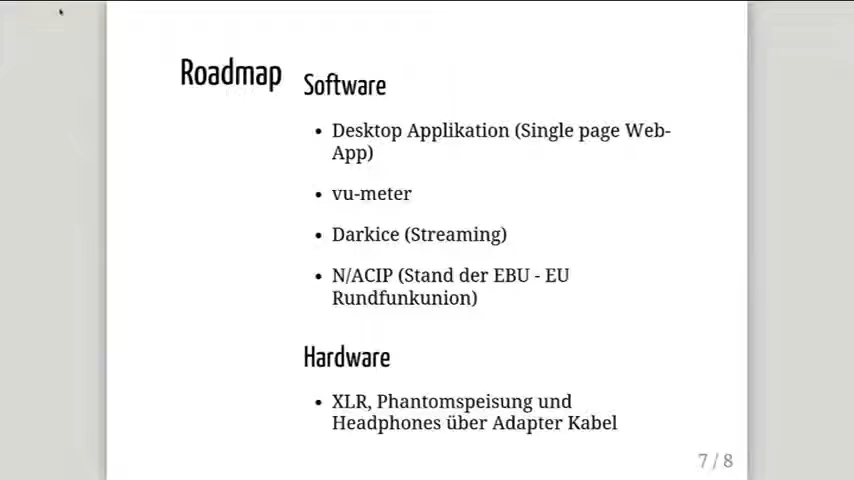 Roadmap
Software
• Desktop Applikation (Single page Web-
App)
• vu-meter
• Darkice (Streaming)
• N/ACIP (Stand der EBU - EU
Rundfunkunion)
Hardware
• XLR, Phantomspeisung und
Headphones über Adapter Kabel
7 / 8